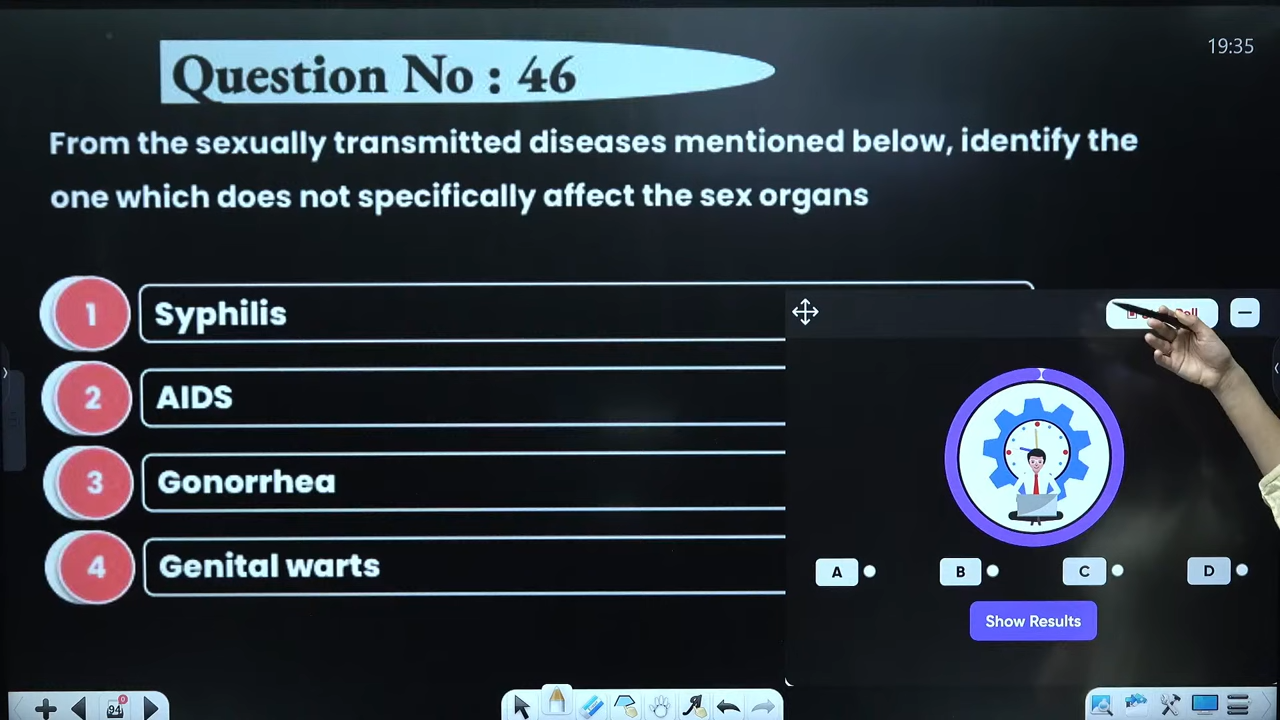 19:35
Question No : 46
From the sexually transmitted diseases mentioned below, identify the
one which does not specifically affect the sex organs
1 Syphilis
2 AIDS
3 Gonorrhea
4 Genital warts
A B C D
Show Results
94